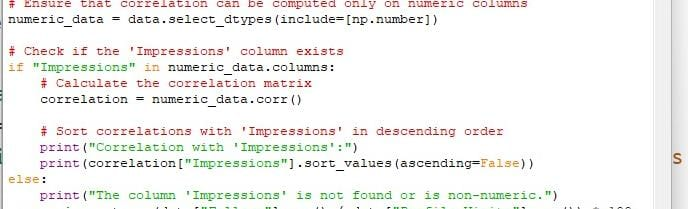 # Ensure that correlation can be computed only on numeric columns
numeric_data = data.select_dtypes(include=[np.number])
# Check if the 'Impressions' column exists
if "Impressions" in numeric_data.columns:
# Calculate the correlation matrix
correlation = numeric_data.corr()
# Sort correlations with 'Impressions' in descending order
print("Correlation with 'Impressions':")
print(correlation["Impressions"].sort_values(ascending=False))
s
else:
print("The column 'Impressions' is not found or is non-numeric.")